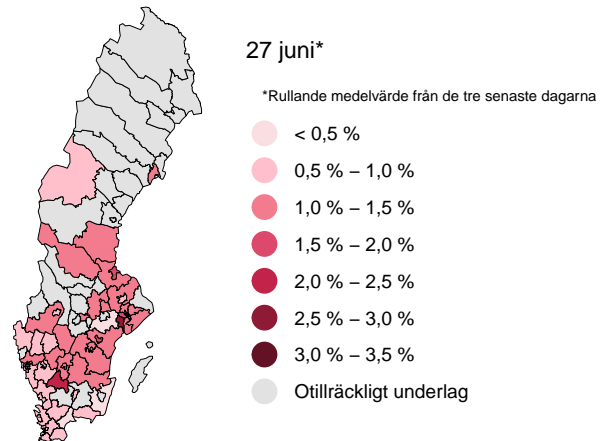 27 juni*
*Rullande medelvärde från de tre senaste dagarna
< 0,5 %
0,5 % – 1,0 %
1,0 % – 1,5 %
1,5 % – 2,0 %
2,0 % – 2,5 %
2,5 % – 3,0 %
3,0 % – 3,5 %
Otillräckligt underlag